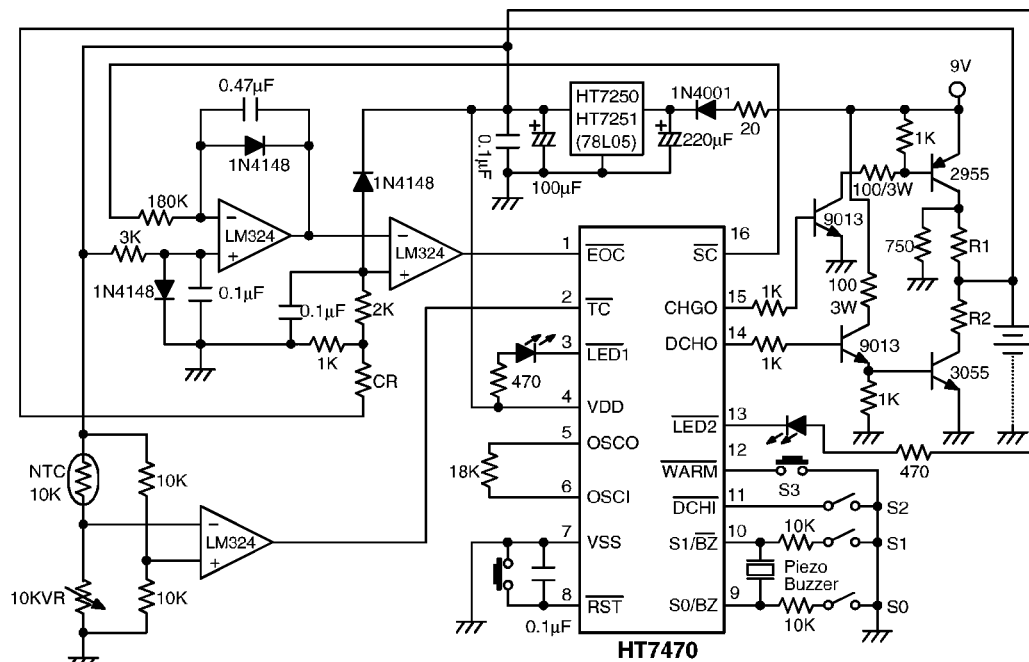 0.47µF
1N4148
180K
LM324
3K
1N4148
0.1µF
0.1µF
2K
1K
CR
1N4148
LM324
0.1µF
100µF
HT7250
HT7251
(78L05)
220µF
1N4001
20
9V
1K
100/3W
2955
9013
750
R1
100
3W
R2
9013
3055
1K
1 EOC
2 TC
3 LED1
4 VDD
5 OSCO
6 OSCI
7 VSS
8 RST
16 SC
15 CHGO
14 DCHO
13 LED2
12 WARM
11 DCHI
10 S1/BZ
9 S0/BZ
HT7470
1K
1K
470
18K
0.1µF
470
S3
S2
10K
S1
Piezo
Buzzer
10K
S0
NTC
10K
10K
LM324
10KVR
10K